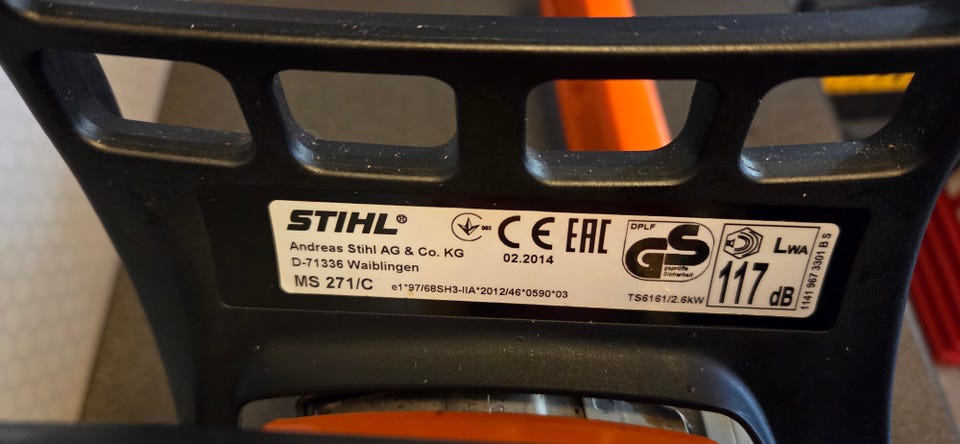 STIHL®
Andreas Stihl AG & Co. KG
D-71336 Waiblingen
MS 271/C
e1*97/68SH3-IIA*2012/46*0590*03
CE
02.2014
EAC
DPLF
GS
geprüfte
Sicherheit
TS6161/2.6kW
LWA
117 dB
1141 967 3301 B S